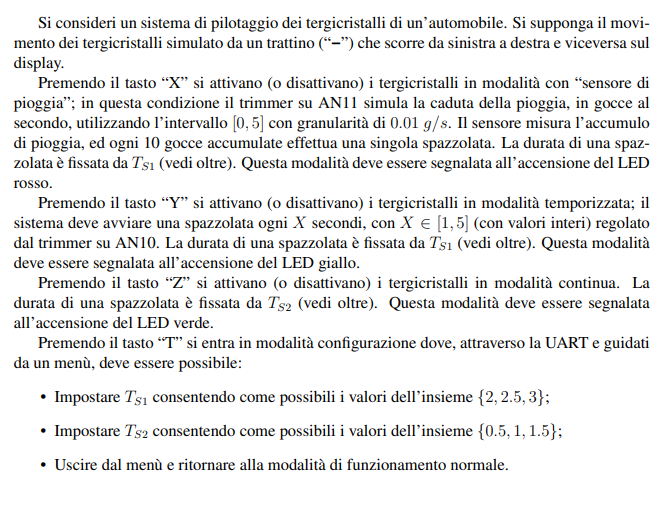 Si consideri un sistema di pilotaggio dei tergicristalli di un'automobile. Si supponga il movi-
mento dei tergicristalli simulato da un trattino (“–”) che scorre da sinistra a destra e viceversa sul
display.
Premendo il tasto “X” si attivano (o disattivano) i tergicristalli in modalità con “sensore di
pioggia”; in questa condizione il trimmer su AN11 simula la caduta della pioggia, in gocce al
secondo, utilizzando l'intervallo [0, 5] con granularità di 0.01 g/s. Il sensore misura l'accumulo
di pioggia, ed ogni 10 gocce accumulate effettua una singola spazzolata. La durata di una spaz-
zolata è fissata da T_{S1} (vedi oltre). Questa modalità deve essere segnalata all'accensione del LED
rosso.
Premendo il tasto “Y” si attivano (o disattivano) i tergicristalli in modalità temporizzata; il
sistema deve avviare una spazzolata ogni X secondi, con X ∈ [1, 5] (con valori interi) regolato
dal trimmer su AN10. La durata di una spazzolata è fissata da T_{S1} (vedi oltre). Questa modalità
deve essere segnalata all'accensione del LED giallo.
Premendo il tasto “Z” si attivano (o disattivano) i tergicristalli in modalità continua. La
durata di una spazzolata è fissata da T_{S2} (vedi oltre). Questa modalità deve essere segnalata
all'accensione del LED verde.
Premendo il tasto “T” si entra in modalità configurazione dove, attraverso la UART e guidati
da un menù, deve essere possibile:
• Impostare T_{S1} consentendo come possibili i valori dell'insieme {2, 2.5, 3};
• Impostare T_{S2} consentendo come possibili i valori dell'insieme {0.5, 1, 1.5};
• Uscire dal menù e ritornare alla modalità di funzionamento normale.